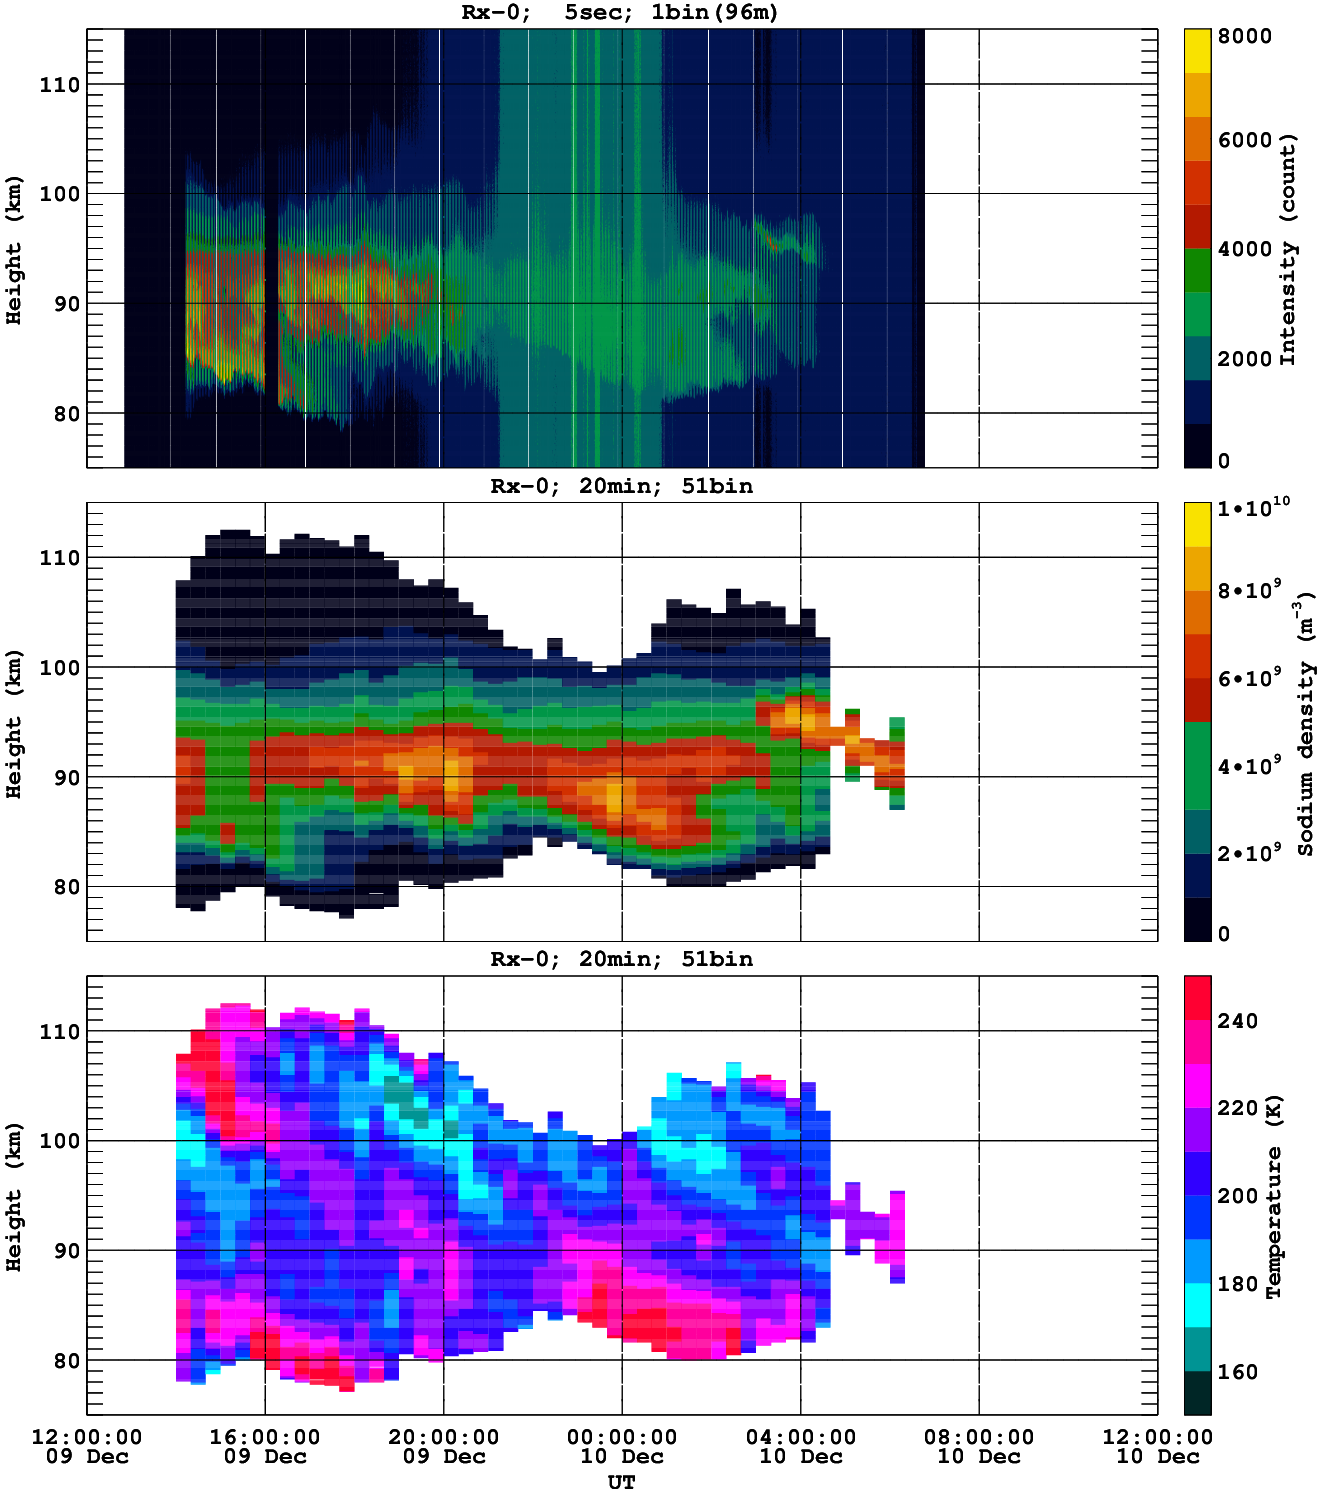 Rx-0;  5sec; 1bin(96m)
110
100
90
80
Height (km)
8000
6000
4000
2000
0
Intensity (count)
Rx-0; 20min; 51bin
110
100
90
80
Height (km)
1•10¹⁰
8•10⁹
6•10⁹
4•10⁹
2•10⁹
0
Sodium density (m⁻³)
Rx-0; 20min; 51bin
110
100
90
80
Height (km)
240
220
200
180
160
Temperature (K)
12:00:00 16:00:00 20:00:00 00:00:00 04:00:00 08:00:00 12:00:00
09 Dec 09 Dec 09 Dec 10 Dec 10 Dec 10 Dec 10 Dec
UT